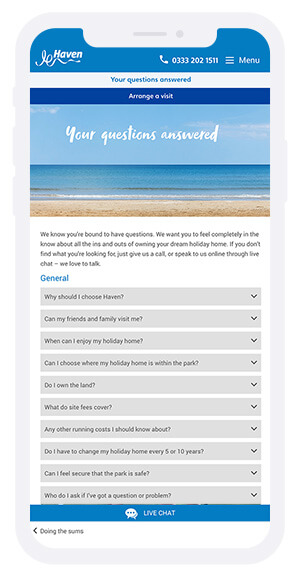 Haven
0333 202 1511
Menu
Your questions answered
Arrange a visit
Your questions answered
We know you're bound to have questions. We want you to feel completely in the
know about all the ins and outs of owning your dream holiday home. If you don't
find what you're looking for, just give us a call, or speak to us online through live
chat – we love to talk.
General
Why should I choose Haven?
Can my friends and family visit me?
When can I enjoy my holiday home?
Can I choose where my holiday home is within the park?
Do I own the land?
What do site fees cover?
Any other running costs I should know about?
Do I have to change my holiday home every 5 or 10 years?
Can I feel secure that the park is safe?
Who do I ask if I've got a question or problem?
LIVE CHAT
Doing the sums